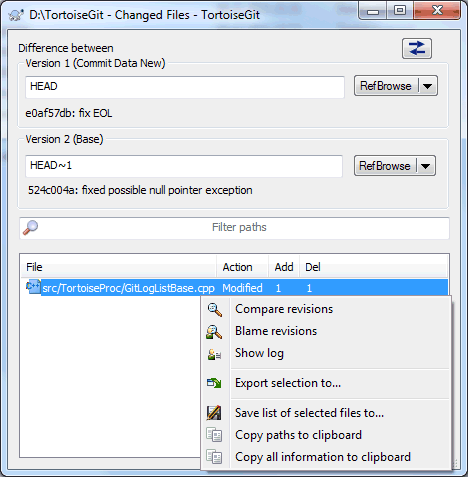 D:\TortoiseGit - Changed Files - TortoiseGit
Difference between
Version 1 (Commit Data New)
HEAD
RefBrowse
e0af57db: fix EOL
Version 2 (Base)
HEAD~1
RefBrowse
524c004a: fixed possible null pointer exception
Filter paths
File Action Add Del
src/TortoiseProc/GitLogListBase.cpp Modified 1 1
Compare revisions
Blame revisions
Show log
Export selection to...
Save list of selected files to...
Copy paths to clipboard
Copy all information to clipboard